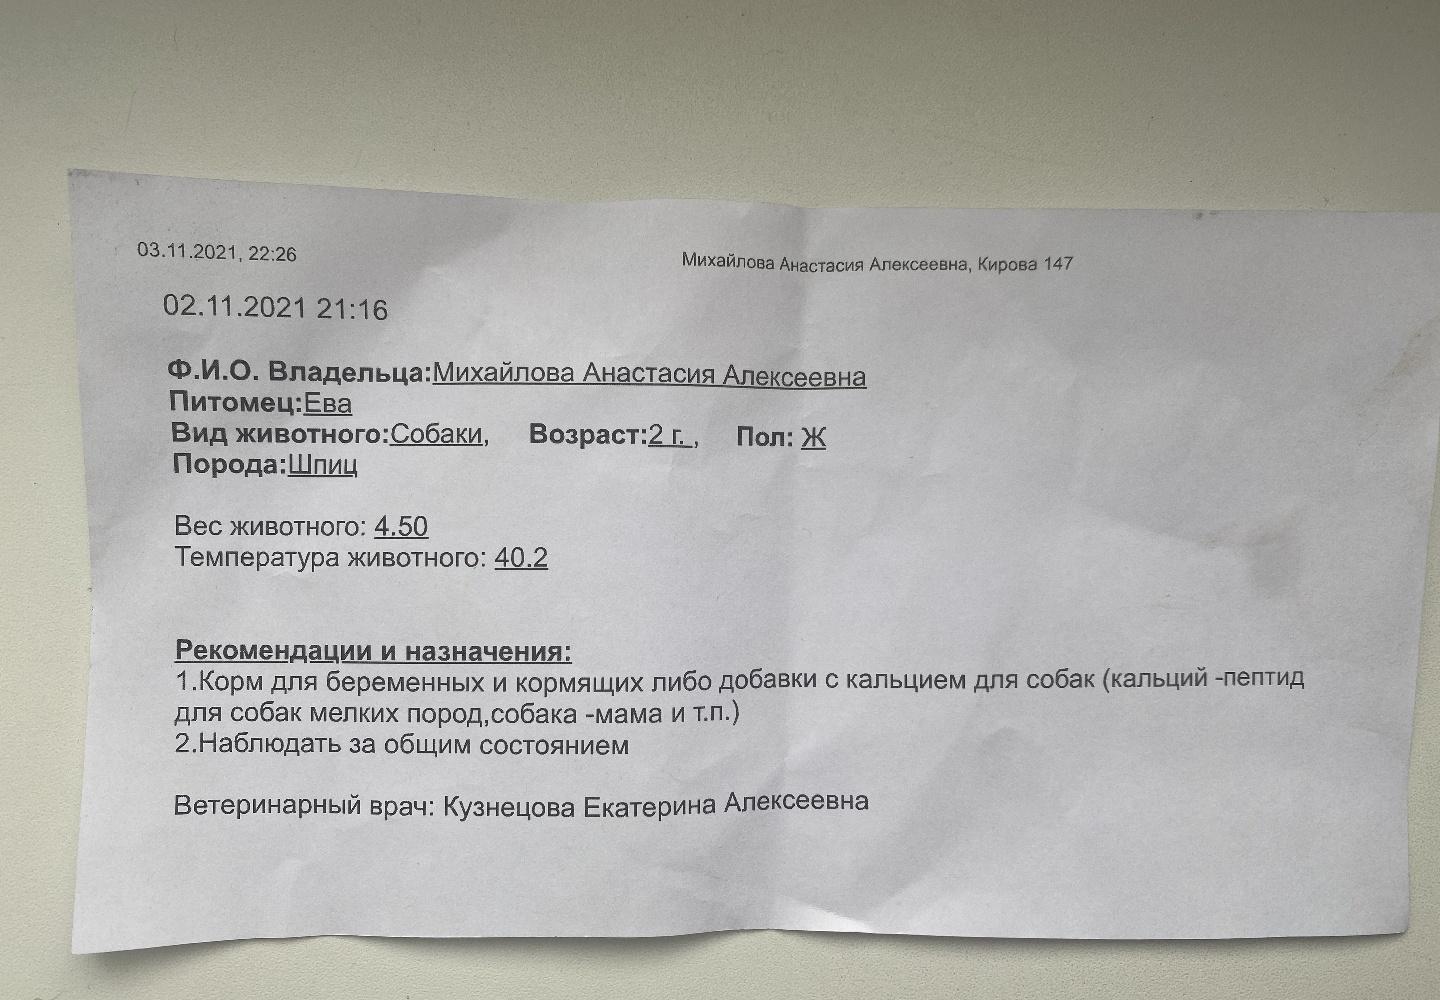 03.11.2021, 22:26
Михайлова Анастасия Алексеевна, Кирова 147
02.11.2021 21:16
Ф.И.О. Владельца:Михайлова Анастасия Алексеевна
Питомец:Ева
Вид животного:Собаки, Возраст:2 г. , Пол: Ж
Порода:Шпиц
Вес животного: 4.50
Температура животного: 40.2
Рекомендации и назначения:
1.Корм для беременных и кормящих либо добавки с кальцием для собак (кальций -пептид
для собак мелких пород,собака -мама и т.п.)
2.Наблюдать за общим состоянием
Ветеринарный врач: Кузнецова Екатерина Алексеевна